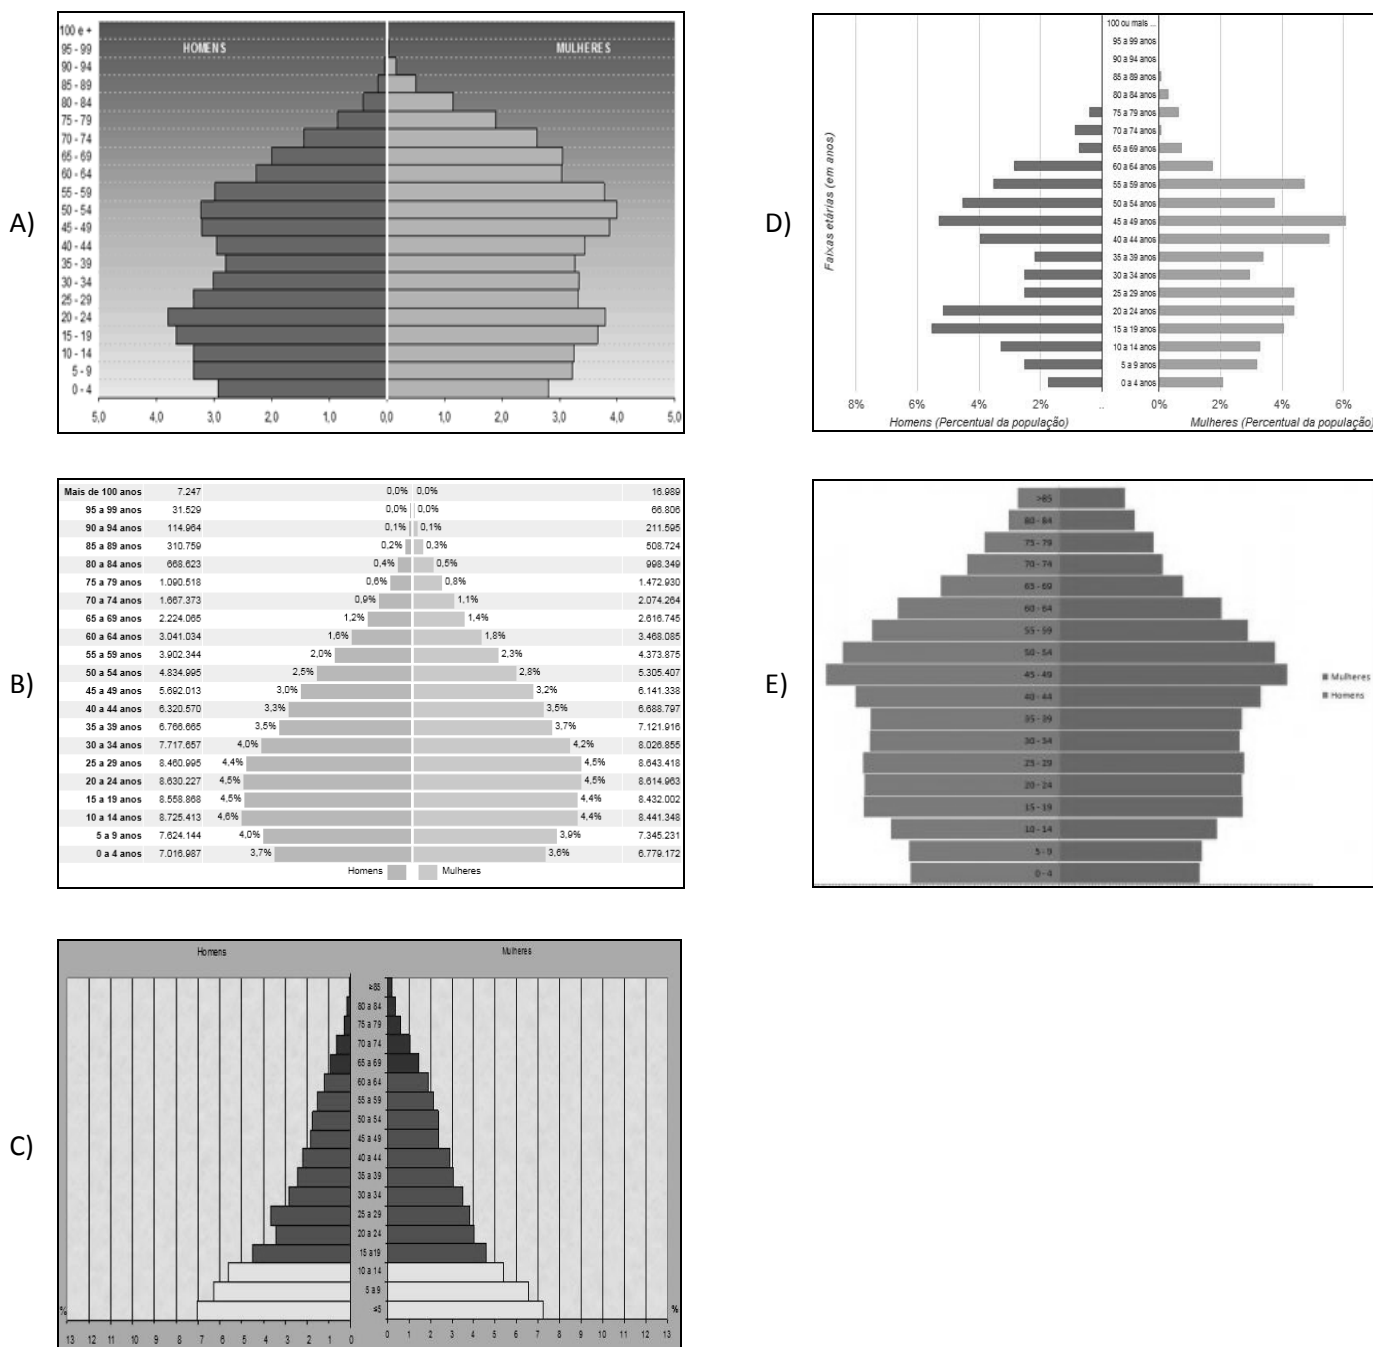 A)
HOMENS
MULHERES
100 e +
95 - 99
90 - 94
85 - 89
80 - 84
75 - 79
70 - 74
65 - 69
60 - 64
55 - 59
50 - 54
45 - 49
40 - 44
35 - 39
30 - 34
25 - 29
20 - 24
15 - 19
10 - 14
5 - 9
0 - 4
5,0 4,0 3,0 2,0 1,0 0,0 1,0 2,0 3,0 4,0 5,0
B)
Mais de 100 anos 7.247 0,0% 0,0% 16.989
95 a 99 anos 31.529 0,0% 0,0% 66.806
90 a 94 anos 114.964 0,1% 0,1% 211.595
85 a 89 anos 310.759 0,2% 0,3% 508.724
80 a 84 anos 668.623 0,4% 0,5% 998.349
75 a 79 anos 1.090.518 0,6% 0,8% 1.472.930
70 a 74 anos 1.667.373 0,9% 1,1% 2.074.264
65 a 69 anos 2.224.065 1,2% 1,4% 2.616.745
60 a 64 anos 3.041.034 1,6% 1,8% 3.468.085
55 a 59 anos 3.902.344 2,0% 2,3% 4.373.875
50 a 54 anos 4.834.995 2,5% 2,8% 5.305.407
45 a 49 anos 5.692.013 3,0% 3,2% 6.141.338
40 a 44 anos 6.320.570 3,3% 3,5% 6.688.797
35 a 39 anos 6.766.665 3,5% 3,7% 7.121.916
30 a 34 anos 7.717.657 4,0% 4,2% 8.026.855
25 a 29 anos 8.460.995 4,4% 4,5% 8.643.418
20 a 24 anos 8.630.227 4,5% 4,5% 8.614.963
15 a 19 anos 8.558.868 4,5% 4,4% 8.432.002
10 a 14 anos 8.725.413 4,6% 4,4% 8.441.348
5 a 9 anos 7.624.144 4,0% 3,9% 7.345.231
0 a 4 anos 7.016.987 3,7% 3,6% 6.779.172
Homens Mulheres
C)
Homens Mulheres
≥85
80 a 84
75 a 79
70 a 74
65 a 69
60 a 64
55 a 59
50 a 54
45 a 49
40 a 44
35 a 39
30 a 34
25 a 29
20 a 24
15 a19
10 a 14
5 a 9
≤5
% %
13 12 11 10 9 8 7 6 5 4 3 2 1 0 0 1 2 3 4 5 6 7 8 9 10 11 12 13
D)
Faixas etárias (em anos)
100 ou mais ...
95 a 99 anos
90 a 94 anos
85 a 89 anos
80 a 84 anos
75 a 79 anos
70 a 74 anos
65 a 69 anos
60 a 64 anos
55 a 59 anos
50 a 54 anos
45 a 49 anos
40 a 44 anos
35 a 39 anos
30 a 34 anos
25 a 29 anos
20 a 24 anos
15 a 19 anos
10 a 14 anos
5 a 9 anos
0 a 4 anos
8% 6% 4% 2% .. 0% 2% 4% 6%
Homens (Percentual da população) Mulheres (Percentual da população)
E)
>85
80 - 84
75 - 79
70 - 74
65 - 69
60 - 64
55 - 59
50 - 54
45 - 49
40 - 44
35 - 39
30 - 34
25 - 29
20 - 24
15 - 19
10 - 14
5 - 9
0 - 4
Mulheres
Homens